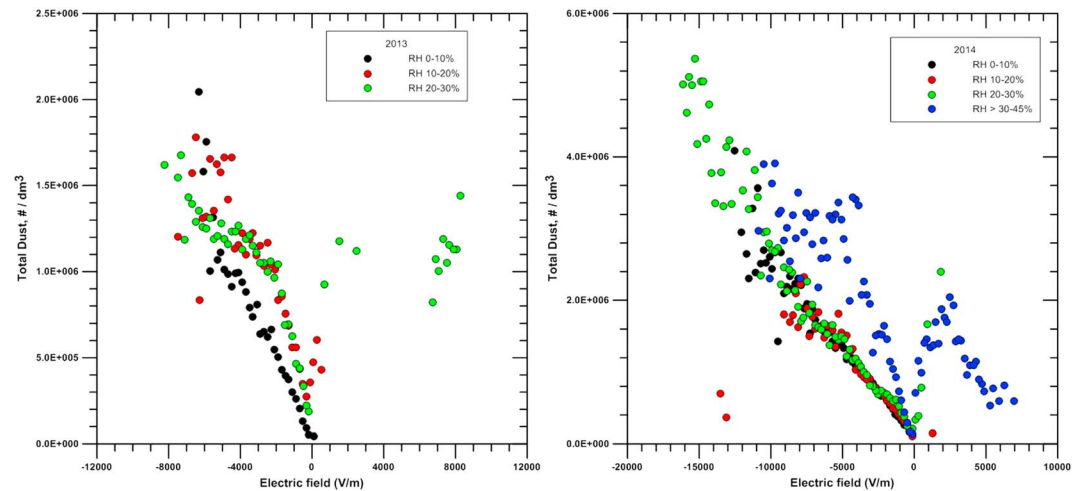 2013
RH 0-10%
RH 10-20%
RH 20-30%
2.5E+006
2.0E+006
1.5E+006
1.0E+006
5.0E+005
0.0E+000
Total Dust, # / dm3
-12000 -8000 -4000 0 4000 8000 12000
Electric field (V/m)
2014
RH 0-10%
RH 10-20%
RH 20-30%
RH > 30-45%
6.0E+006
4.0E+006
2.0E+006
0.0E+000
Total Dust, # / dm3
-20000 -15000 -10000 -5000 0 5000 10000
Electric field (V/m)